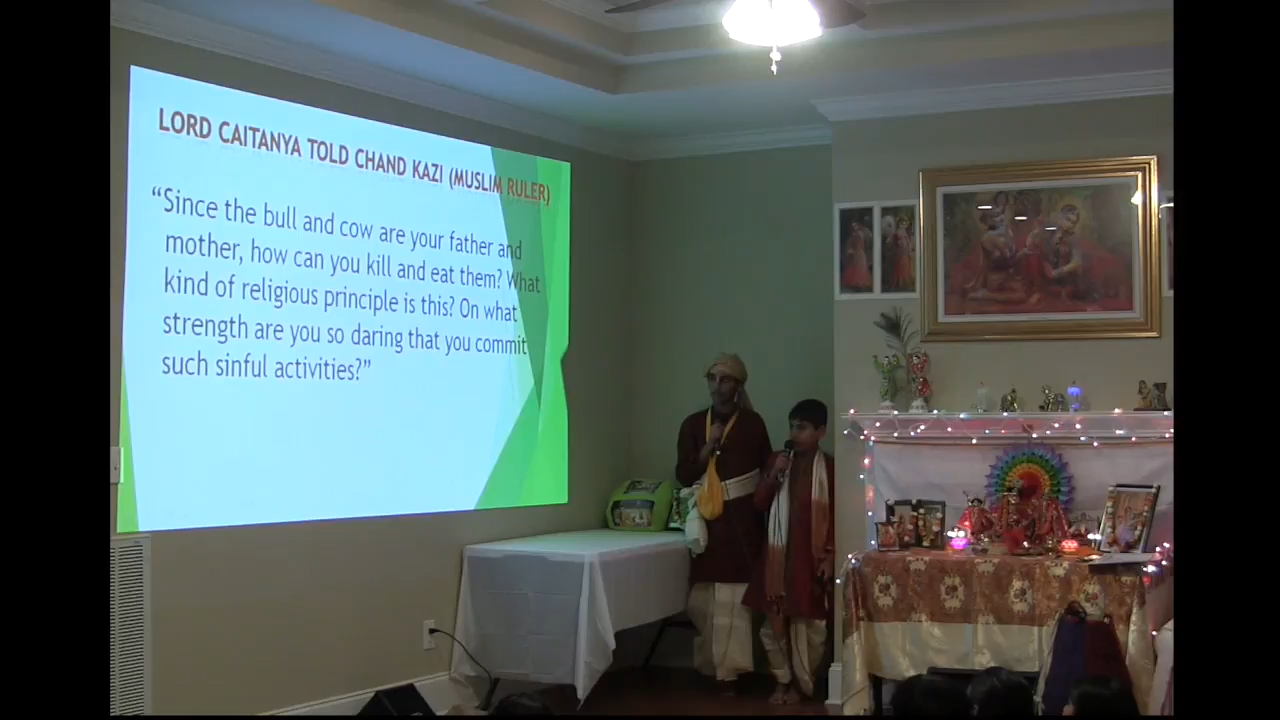 LORD CAITANYA TOLD CHAND KAZI (MUSLIM RULER)
“Since the bull and cow are your father and
mother, how can you kill and eat them? What
kind of religious principle is this? On what
strength are you so daring that you commit
such sinful activities?”